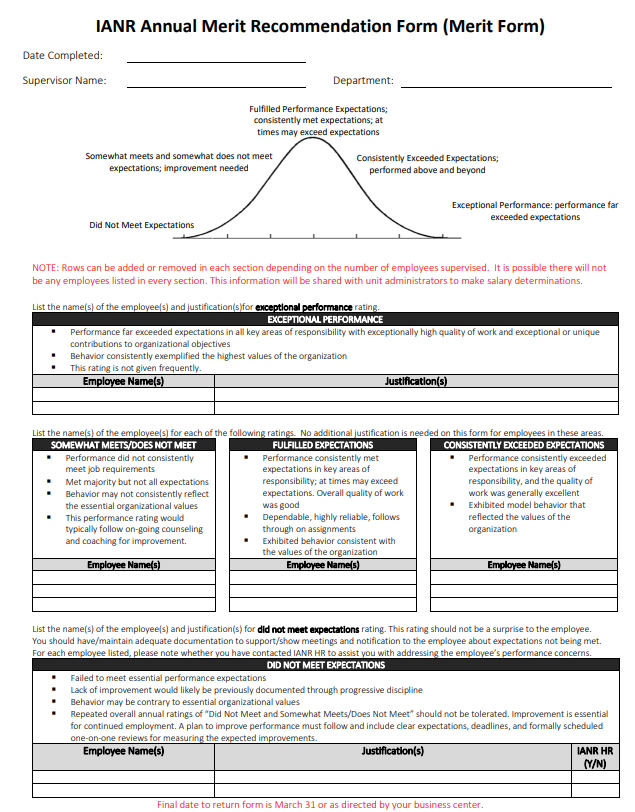 IANR Annual Merit Recommendation Form (Merit Form)
Date Completed:
Supervisor Name:
Department:
Fulfilled Performance Expectations;
consistently met expectations; at
times may exceed expectations
Somewhat meets and somewhat does not meet
expectations; improvement needed
Consistently Exceeded Expectations;
performed above and beyond
Exceptional Performance: performance far
exceeded expectations
Did Not Meet Expectations
NOTE: Rows can be added or removed in each section depending on the number of employees supervised. It is possible there will not
be any employees listed in every section. This information will be shared with unit administrators to make salary determinations.
List the name(s) of the employee(s) and justification(s)for exceptional performance rating.
EXCEPTIONAL PERFORMANCE
▪ Performance far exceeded expectations in all key areas of responsibility with exceptionally high quality of work and exceptional or unique
contributions to organizational objectives
▪ Behavior consistently exemplified the highest values of the organization
▪ This rating is not given frequently.
Employee Name(s)
Justification(s)
List the name(s) of the employee(s) for each of the following ratings. No additional justification is needed on this form for employees in these areas.
SOMEWHAT MEETS/DOES NOT MEET
▪ Performance did not consistently
meet job requirements
▪ Met majority but not all expectations
▪ Behavior may not consistently reflect
the essential organizational values
▪ This performance rating would
typically follow on-going counseling
and coaching for improvement.
Employee Name(s)
FULFILLED EXPECTATIONS
▪ Performance consistently met
expectations in key areas of
responsibility; at times may exceed
expectations. Overall quality of work
was good
▪ Dependable, highly reliable, follows
through on assignments
▪ Exhibited behavior consistent with
the values of the organization
Employee Name(s)
CONSISTENTLY EXCEEDED EXPECTATIONS
▪ Performance consistently exceeded
expectations in key areas of
responsibility, and the quality of
work was generally excellent
▪ Exhibited model behavior that
reflected the values of the
organization
Employee Name(s)
List the name(s) of the employee(s) and justification(s) for did not meet expectations rating. This rating should not be a surprise to the employee.
You should have/maintain adequate documentation to support/show meetings and notification to the employee about expectations not being met.
For each employee listed, please note whether you have contacted IANR HR to assist you with addressing the employee's performance concerns.
DID NOT MEET EXPECTATIONS
▪ Failed to meet essential performance expectations
▪ Lack of improvement would likely be previously documented through progressive discipline
▪ Behavior may be contrary to essential organizational values
▪ Repeated overall annual ratings of “Did Not Meet and Somewhat Meets/Does Not Meet” should not be tolerated. Improvement is essential
for continued employment. A plan to improve performance must follow and include clear expectations, deadlines, and formally scheduled
one-on-one reviews for measuring the expected improvements.
Employee Name(s)
Justification(s)
IANR HR
(Y/N)
Final date to return form is March 31 or as directed by your business center.